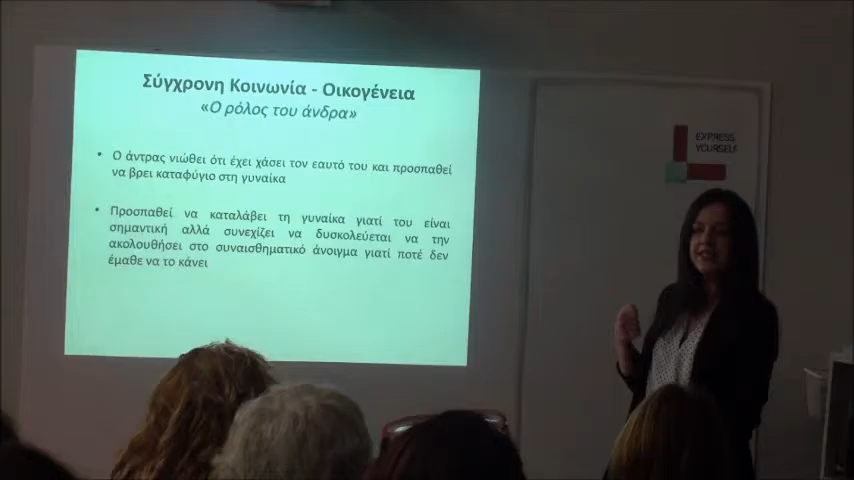 Σύγχρονη Κοινωνία - Οικογένεια
«Ο ρόλος του άνδρα»
• Ο άντρας νιώθει ότι έχει χάσει τον εαυτό του και προσπαθεί
να βρει καταφύγιο στη γυναίκα
• Προσπαθεί να καταλάβει τη γυναίκα γιατί του είναι
σημαντική αλλά συνεχίζει να δυσκολεύεται να την
ακολουθήσει στο συναισθηματικό άνοιγμα γιατί ποτέ δεν
έμαθε να το κάνει
EXPRESS
YOURSELF